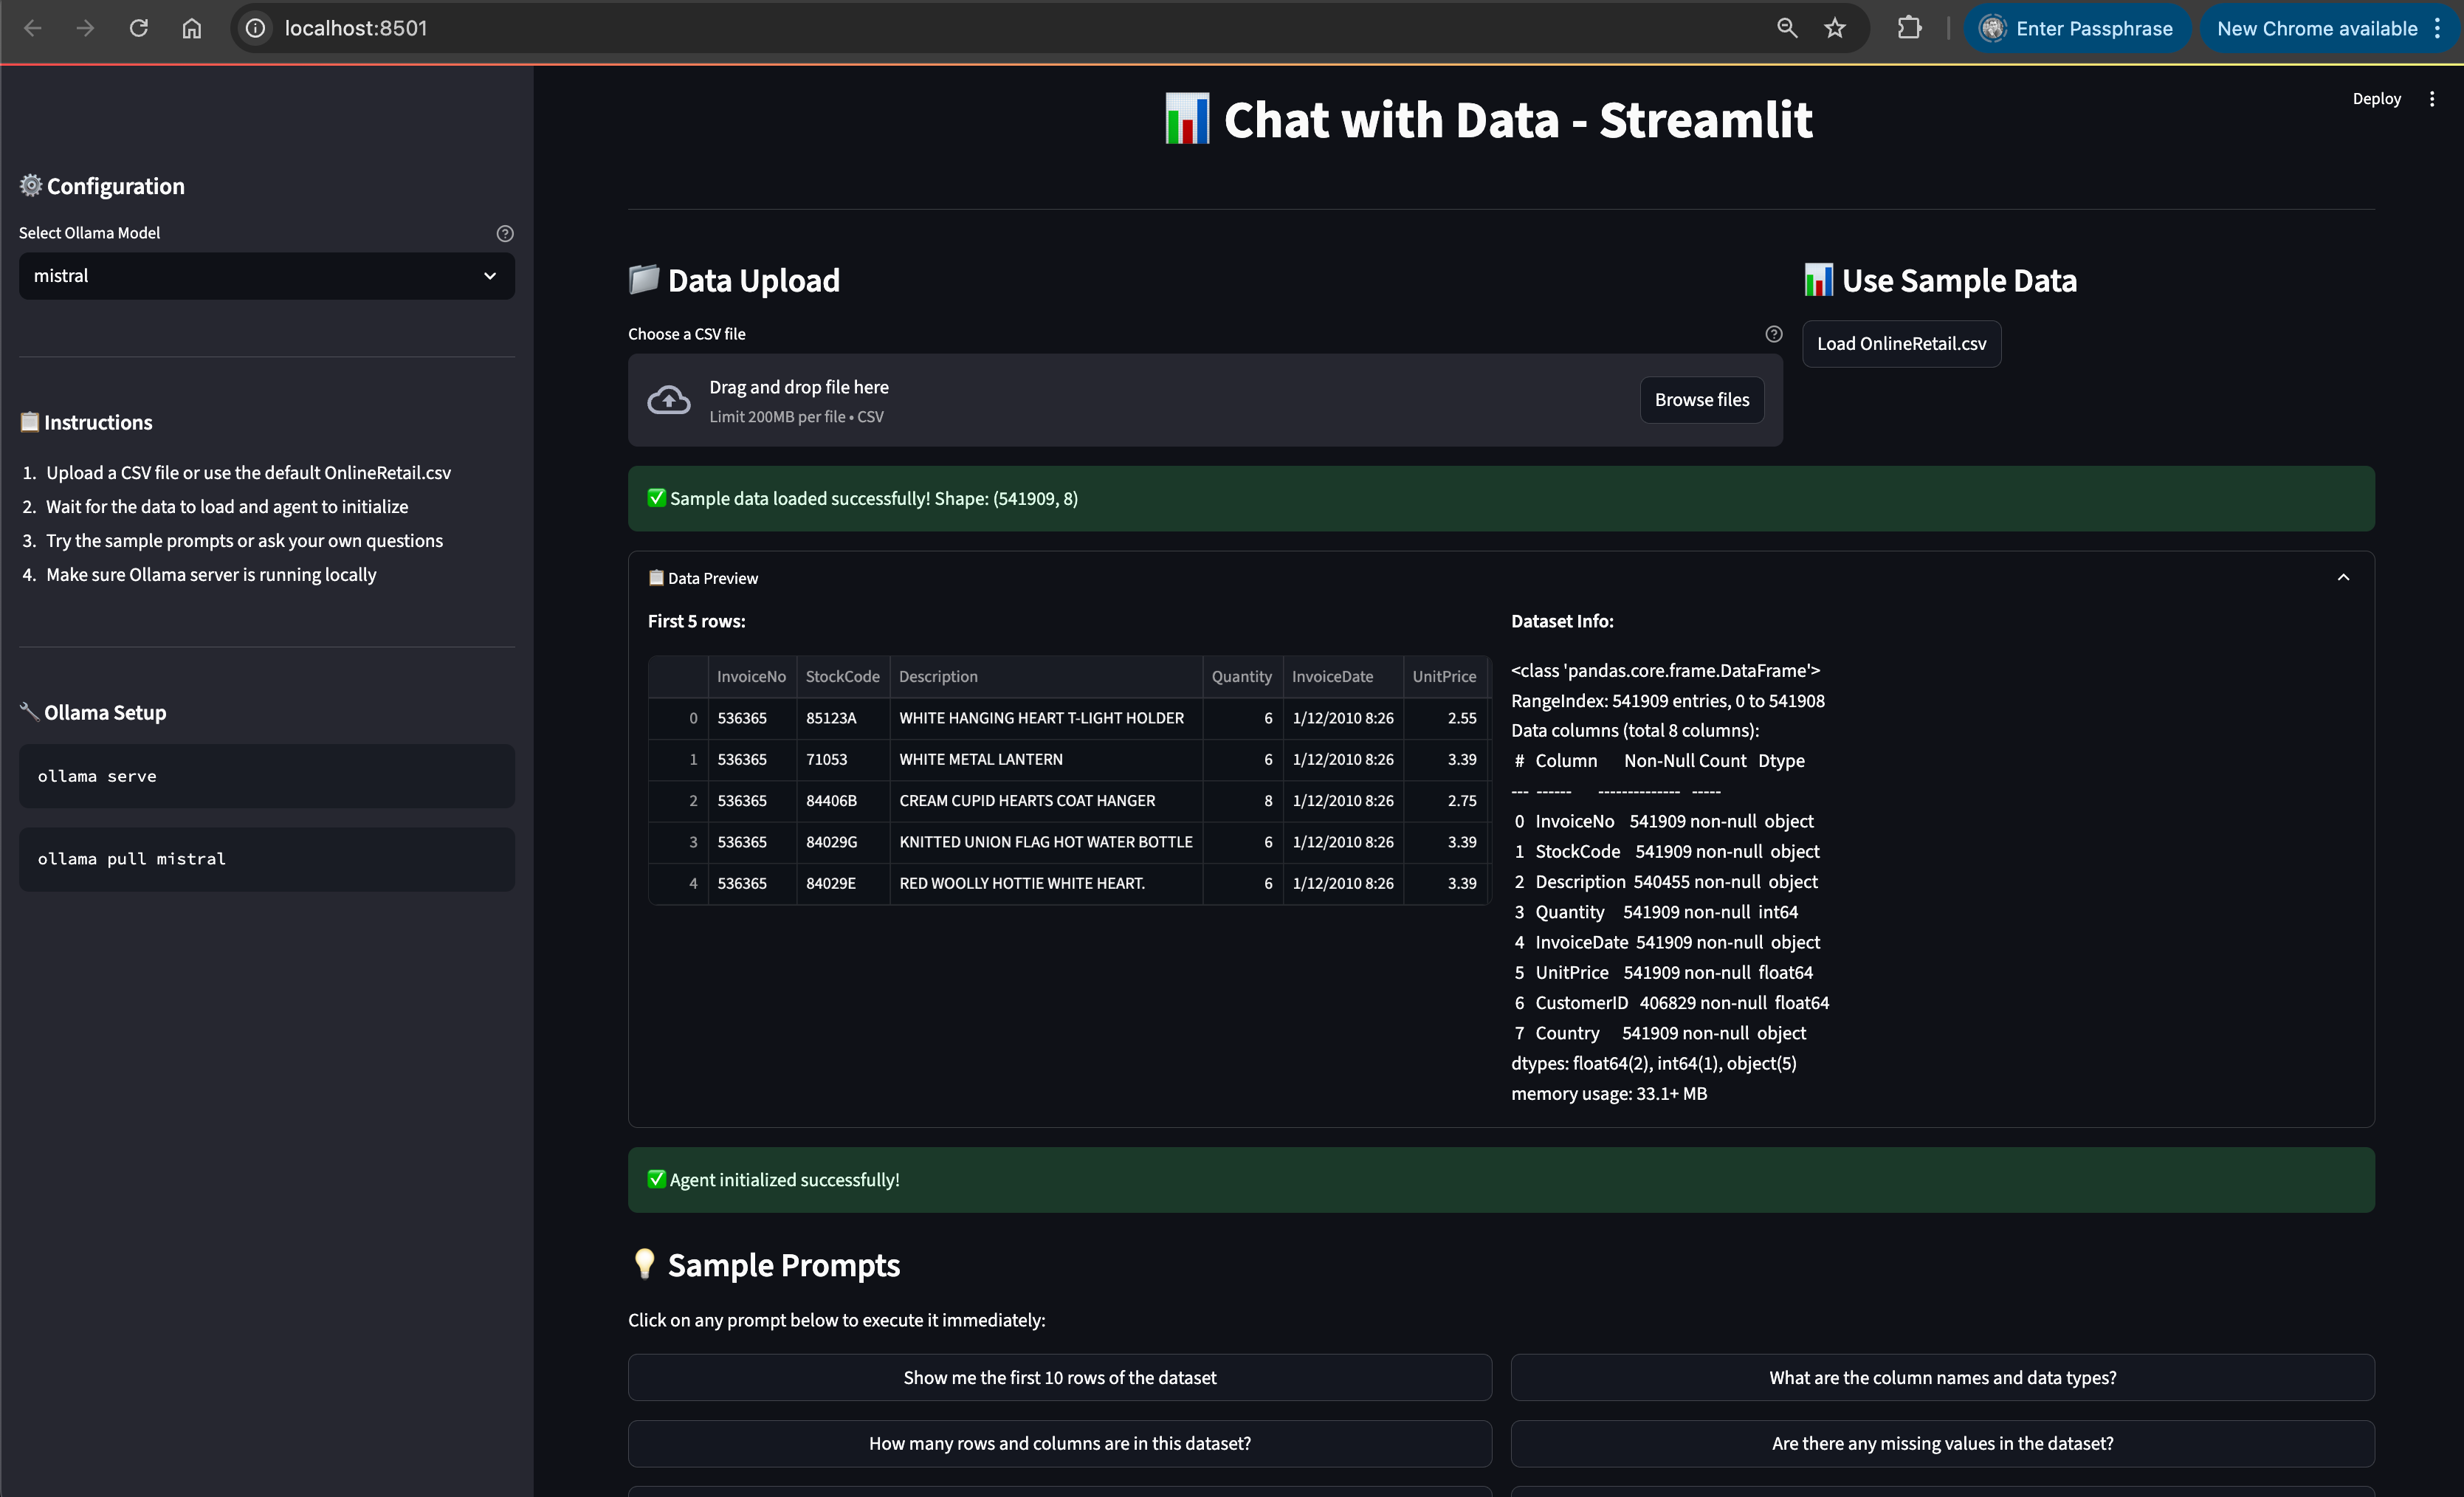 localhost:8501
Enter Passphrase
New Chrome available
Deploy
Configuration
Select Ollama Model
mistral
Instructions
1. Upload a CSV file or use the default OnlineRetail.csv
2. Wait for the data to load and agent to initialize
3. Try the sample prompts or ask your own questions
4. Make sure Ollama server is running locally
Ollama Setup
ollama serve
ollama pull mistral
Chat with Data - Streamlit
Data Upload
Choose a CSV file
Drag and drop file here
Limit 200MB per file • CSV
Browse files
Use Sample Data
Load OnlineRetail.csv
Sample data loaded successfully! Shape: (541909, 8)
Data Preview
First 5 rows:
InvoiceNo StockCode Description Quantity InvoiceDate UnitPrice
0 536365 85123A WHITE HANGING HEART T-LIGHT HOLDER 6 1/12/2010 8:26 2.55
1 536365 71053 WHITE METAL LANTERN 6 1/12/2010 8:26 3.39
2 536365 84406B CREAM CUPID HEARTS COAT HANGER 8 1/12/2010 8:26 2.75
3 536365 84029G KNITTED UNION FLAG HOT WATER BOTTLE 6 1/12/2010 8:26 3.39
4 536365 84029E RED WOOLLY HOTTIE WHITE HEART. 6 1/12/2010 8:26 3.39
Dataset Info:
<class 'pandas.core.frame.DataFrame'>
RangeIndex: 541909 entries, 0 to 541908
Data columns (total 8 columns):
# Column Non-Null Count Dtype
--- ------ -------------- -----
0 InvoiceNo 541909 non-null object
1 StockCode 541909 non-null object
2 Description 540455 non-null object
3 Quantity 541909 non-null int64
4 InvoiceDate 541909 non-null object
5 UnitPrice 541909 non-null float64
6 CustomerID 406829 non-null float64
7 Country 541909 non-null object
dtypes: float64(2), int64(1), object(5)
memory usage: 33.1+ MB
Agent initialized successfully!
Sample Prompts
Click on any prompt below to execute it immediately:
Show me the first 10 rows of the dataset
What are the column names and data types?
How many rows and columns are in this dataset?
Are there any missing values in the dataset?